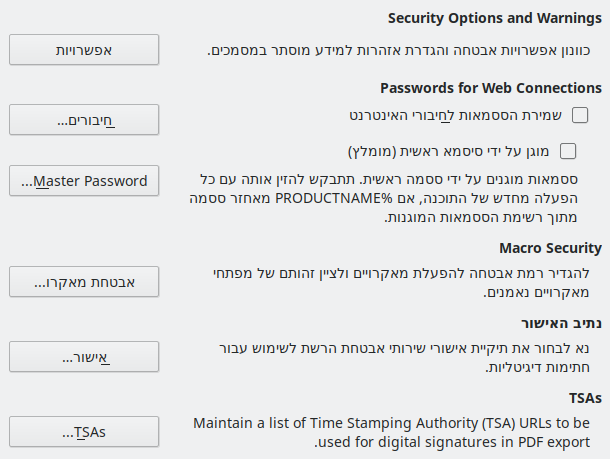 Security Options and Warnings
כוונון אפשרויות אבטחה והגדרת אזהרות למידע מוסתר במסמכים.
אפשרויות
Passwords for Web Connections
שמירת הססמאות לחיבורי האינטרנט
חיבורים...
מוגן על ידי סיסמא ראשית (מומלץ)
ססמאות מוגנים על ידי ססמה ראשית. תתבקש להזין אותה עם כל
הפעלה מחדש של התוכנה, אם %PRODUCTNAME מאחזר ססמה
מתוך רשימת הססמאות המוגנות.
Master Password...
Macro Security
להגדיר רמת אבטחה להפעלת מאקרויים ולציין זהותם של מפתחי
מאקרויים נאמנים.
אבטחת מאקרו...
נתיב האישור
נא לבחור את תיקיית אישורי שירותי אבטחת הרשת לשימוש עבור
חתימות דיגיטליות.
אישור...
TSAs
Maintain a list of Time Stamping Authority (TSA) URLs to be
used for digital signatures in PDF export.
TSAs...